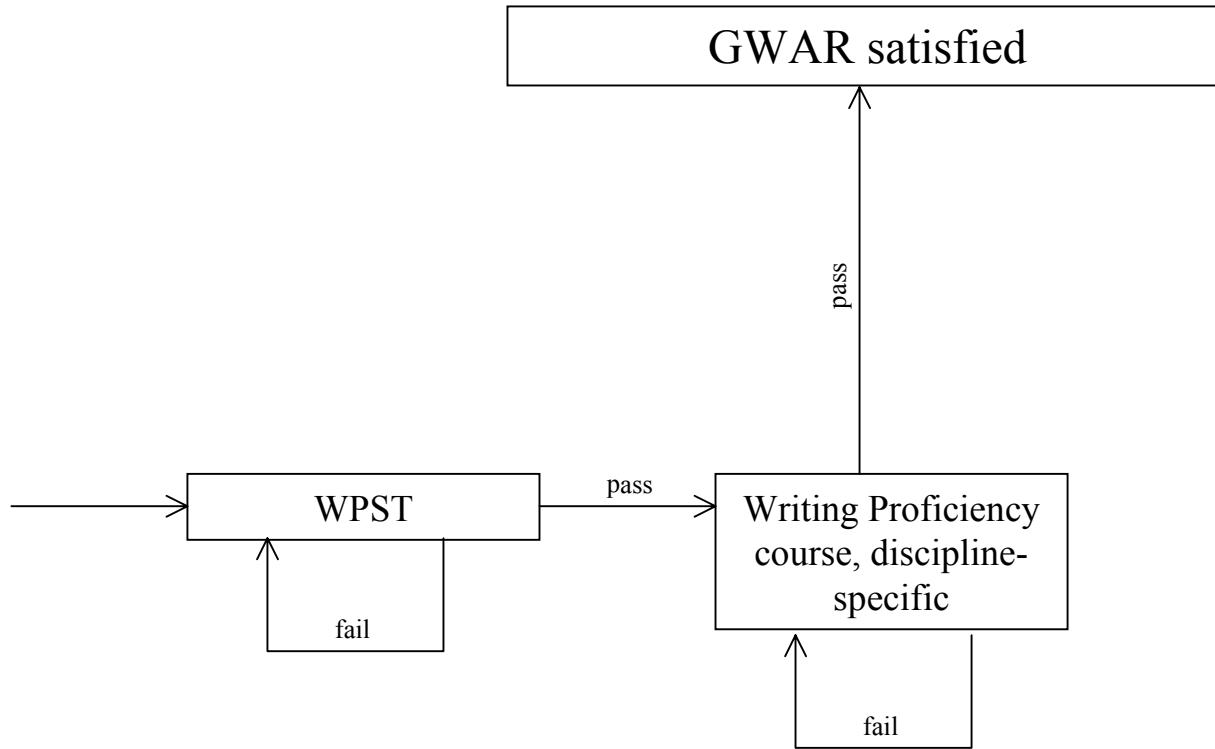 GWAR satisfied
pass
WPST
pass
Writing Proficiency
course, discipline-
specific
fail
fail